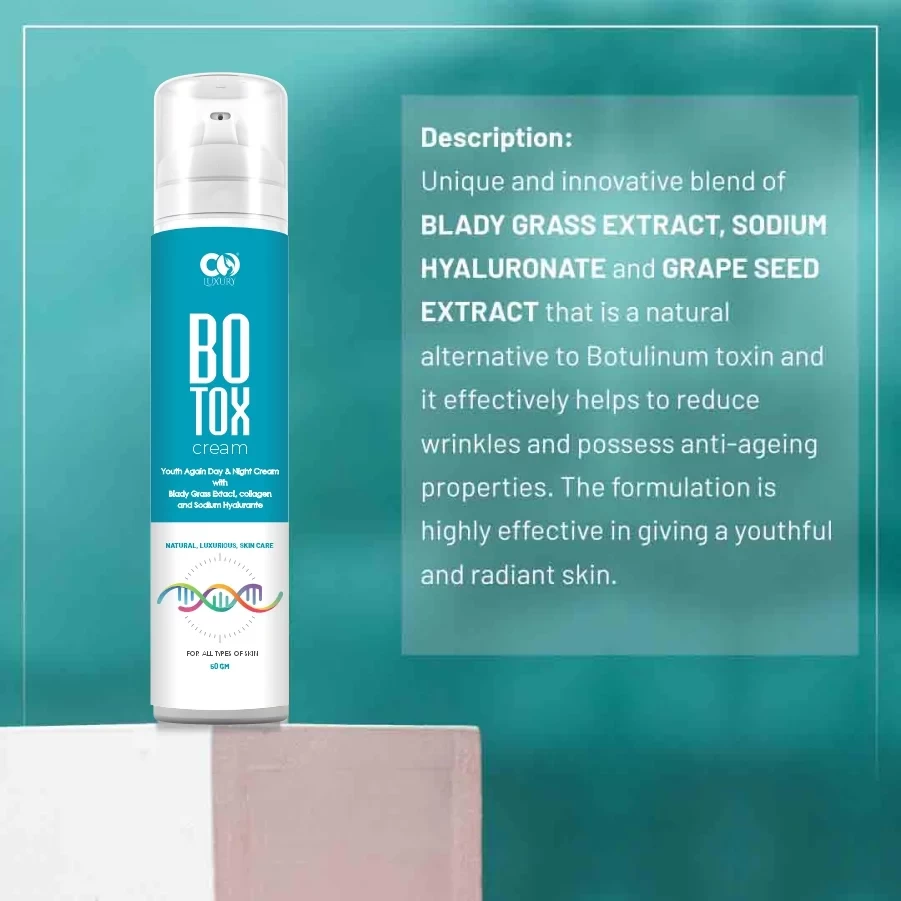 CO
LUXURY
BO
TOX
cream
Youth Again Day & Night Cream
with
Blady Grass Extact, collagen
and Sodium Hyalurante
NATURAL, LUXURIOUS, SKIN CARE
FOR ALL TYPES OF SKIN
50 GM
Description:
Unique and innovative blend of
BLADY GRASS EXTRACT, SODIUM
HYALURONATE and GRAPE SEED
EXTRACT that is a natural
alternative to Botulinum toxin and
it effectively helps to reduce
wrinkles and possess anti-ageing
properties. The formulation is
highly effective in giving a youthful
and radiant skin.